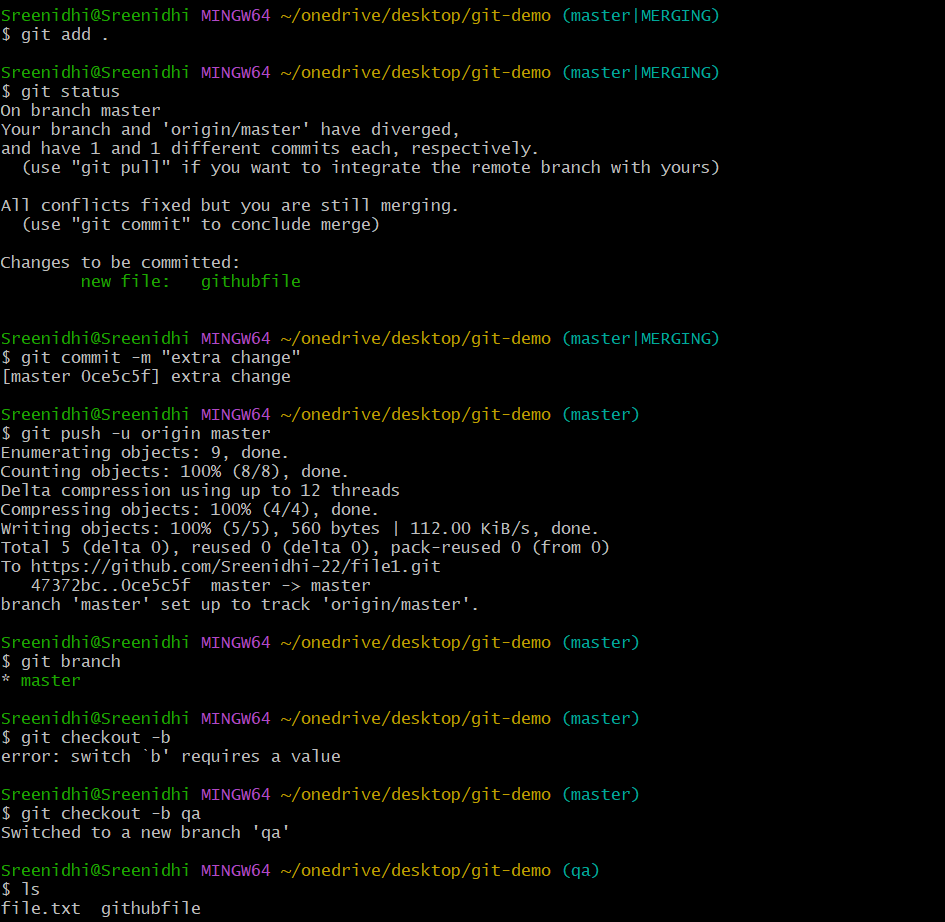 Sreenidhi@Sreenidhi MINGW64 ~/onedrive/desktop/git-demo (master|MERGING)
$ git add .
Sreenidhi@Sreenidhi MINGW64 ~/onedrive/desktop/git-demo (master|MERGING)
$ git status
On branch master
Your branch and 'origin/master' have diverged,
and have 1 and 1 different commits each, respectively.
  (use "git pull" if you want to integrate the remote branch with yours)
All conflicts fixed but you are still merging.
  (use "git commit" to conclude merge)
Changes to be committed:
        new file:   githubfile
Sreenidhi@Sreenidhi MINGW64 ~/onedrive/desktop/git-demo (master|MERGING)
$ git commit -m "extra change"
[master 0ce5c5f] extra change
Sreenidhi@Sreenidhi MINGW64 ~/onedrive/desktop/git-demo (master)
$ git push -u origin master
Enumerating objects: 9, done.
Counting objects: 100% (8/8), done.
Delta compression using up to 12 threads
Compressing objects: 100% (4/4), done.
Writing objects: 100% (5/5), 560 bytes | 112.00 KiB/s, done.
Total 5 (delta 0), reused 0 (delta 0), pack-reused 0 (from 0)
To https://github.com/Sreenidhi-22/file1.git
   47372bc..0ce5c5f  master -> master
branch 'master' set up to track 'origin/master'.
Sreenidhi@Sreenidhi MINGW64 ~/onedrive/desktop/git-demo (master)
$ git branch
* master
Sreenidhi@Sreenidhi MINGW64 ~/onedrive/desktop/git-demo (master)
$ git checkout -b
error: switch `b' requires a value
Sreenidhi@Sreenidhi MINGW64 ~/onedrive/desktop/git-demo (master)
$ git checkout -b qa
Switched to a new branch 'qa'
Sreenidhi@Sreenidhi MINGW64 ~/onedrive/desktop/git-demo (qa)
$ ls
file.txt  githubfile